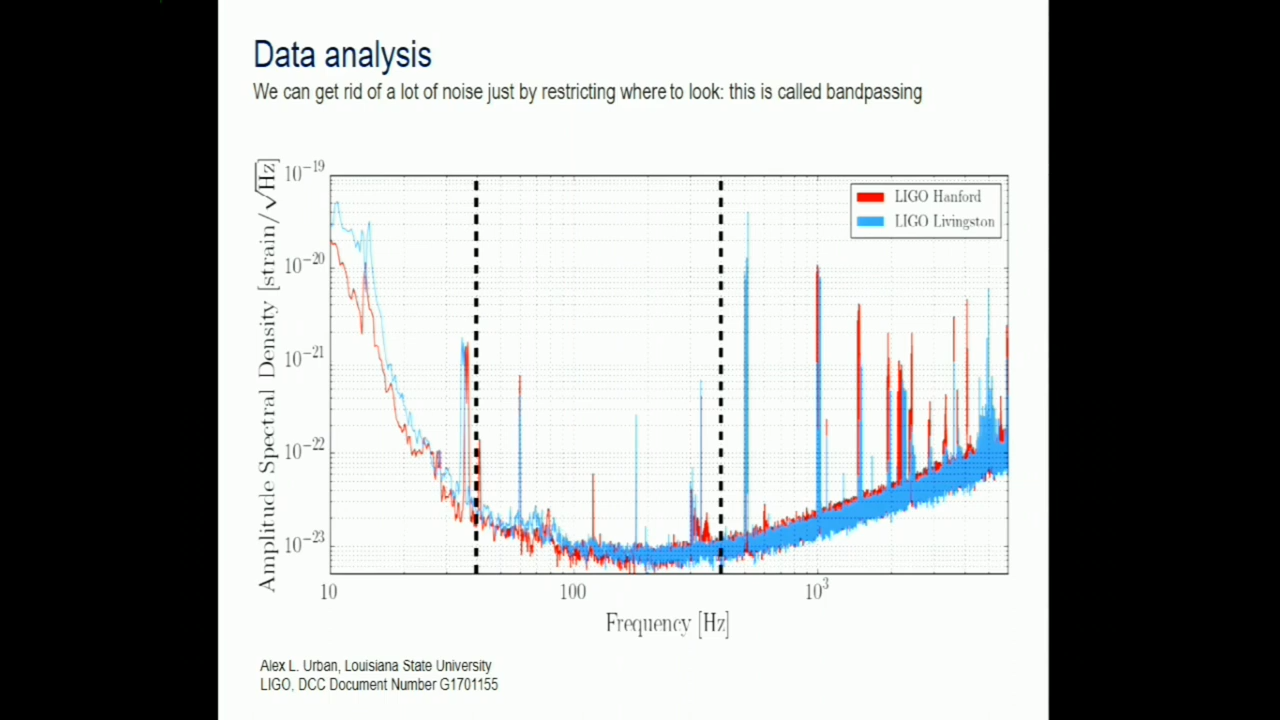 Data analysis
We can get rid of a lot of noise just by restricting where to look: this is called bandpassing
Amplitude Spectral Density [strain/√Hz]
10⁻¹⁹
10⁻²⁰
10⁻²¹
10⁻²²
10⁻²³
LIGO Hanford
LIGO Livingston
10
100
10³
Frequency [Hz]
Alex L. Urban, Louisiana State University
LIGO, DCC Document Number G1701155